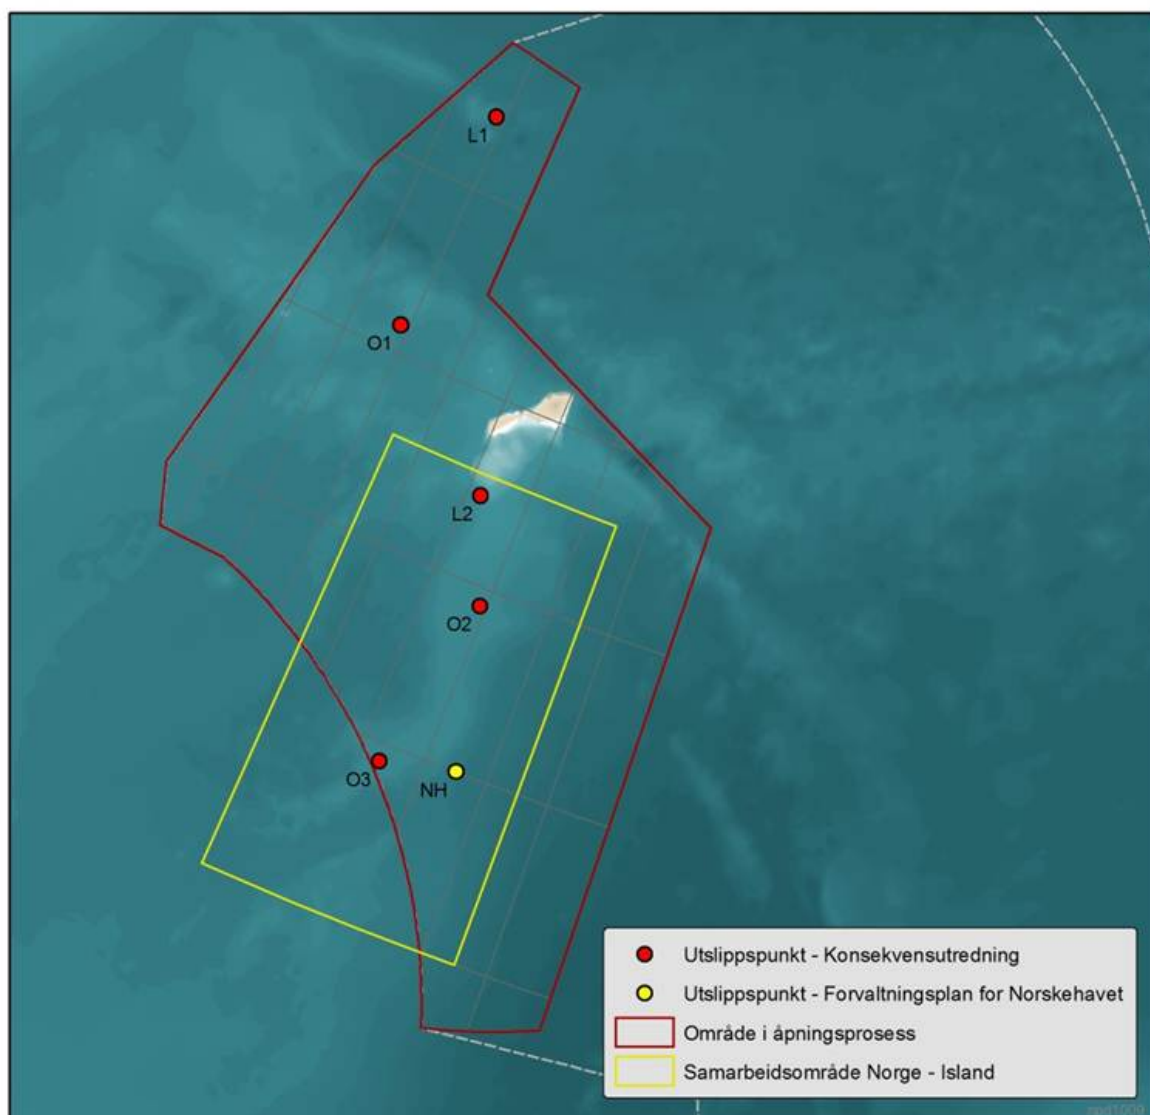 L1
O1
L2
O2
O3
NH
Utslippspunkt - Konsekvensutredning
Utslippspunkt - Forvaltningsplan for Norskehavet
Område i åpningsprosess
Samarbeidsområde Norge - Island